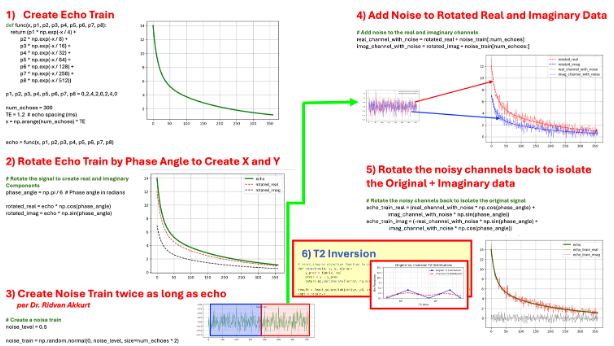 1) Create Echo Train
def func(x, p1, p2, p3, p4, p5, p6, p7, p8):
return (p1 * np.exp(-x / 4) +
p2 * np.exp(-x / 8) +
p3 * np.exp(-x / 16) +
p4 * np.exp(-x / 32) +
p5 * np.exp(-x / 64) +
p6 * np.exp(-x / 128) +
p7 * np.exp(-x / 256) +
p8 * np.exp(-x / 512))
p1, p2, p3, p4, p5, p6, p7, p8 = 0,2,4,2,0,2,4,0
num_echoes = 300
TE = 1.2 # echo spacing (ms)
x = np.arange(num_echoes) * TE
echo = func(x, p1, p2, p3, p4, p5, p6, p7, p8)
2) Rotate Echo Train by Phase Angle to Create X and Y
# Rotate the signal to create real and imaginary
Components
phase_angle = np.pi / 6 # Phase angle in radians
rotated_real = echo * np.cos(phase_angle)
rotated_imag = echo * np.sin(phase_angle)
echo
rotated_real
rotated_imag
3) Create Noise Train twice as long as echo
per Dr. Ridvan Akkurt
# Create a noise train
noise_level = 0.5
noise_train = np.random.normal(0, noise_level, size=num_echoes * 2)
4) Add Noise to Rotated Real and Imaginary Data
# Add noise to the real and imaginary channels
real_channel_with_noise = rotated_real + noise_train[:num_echoes]
imag_channel_with_noise = rotated_imag + noise_train[num_echoes:]
rotated_real
rotated_imag
real_channel_with_noise
imag_channel_with_noise
5) Rotate the noisy channels back to isolate
the Original + Imaginary data
# Rotate the noisy channels back to isolate the original signal
echo_train_real = (real_channel_with_noise * np.cos(phase_angle) +
imag_channel_with_noise * np.sin(phase_angle))
echo_train_imag = (-real_channel_with_noise * np.sin(phase_angle) +
imag_channel_with_noise * np.cos(phase_angle))
echo
echo_train_real
echo_train_imag
6) T2 Inversion